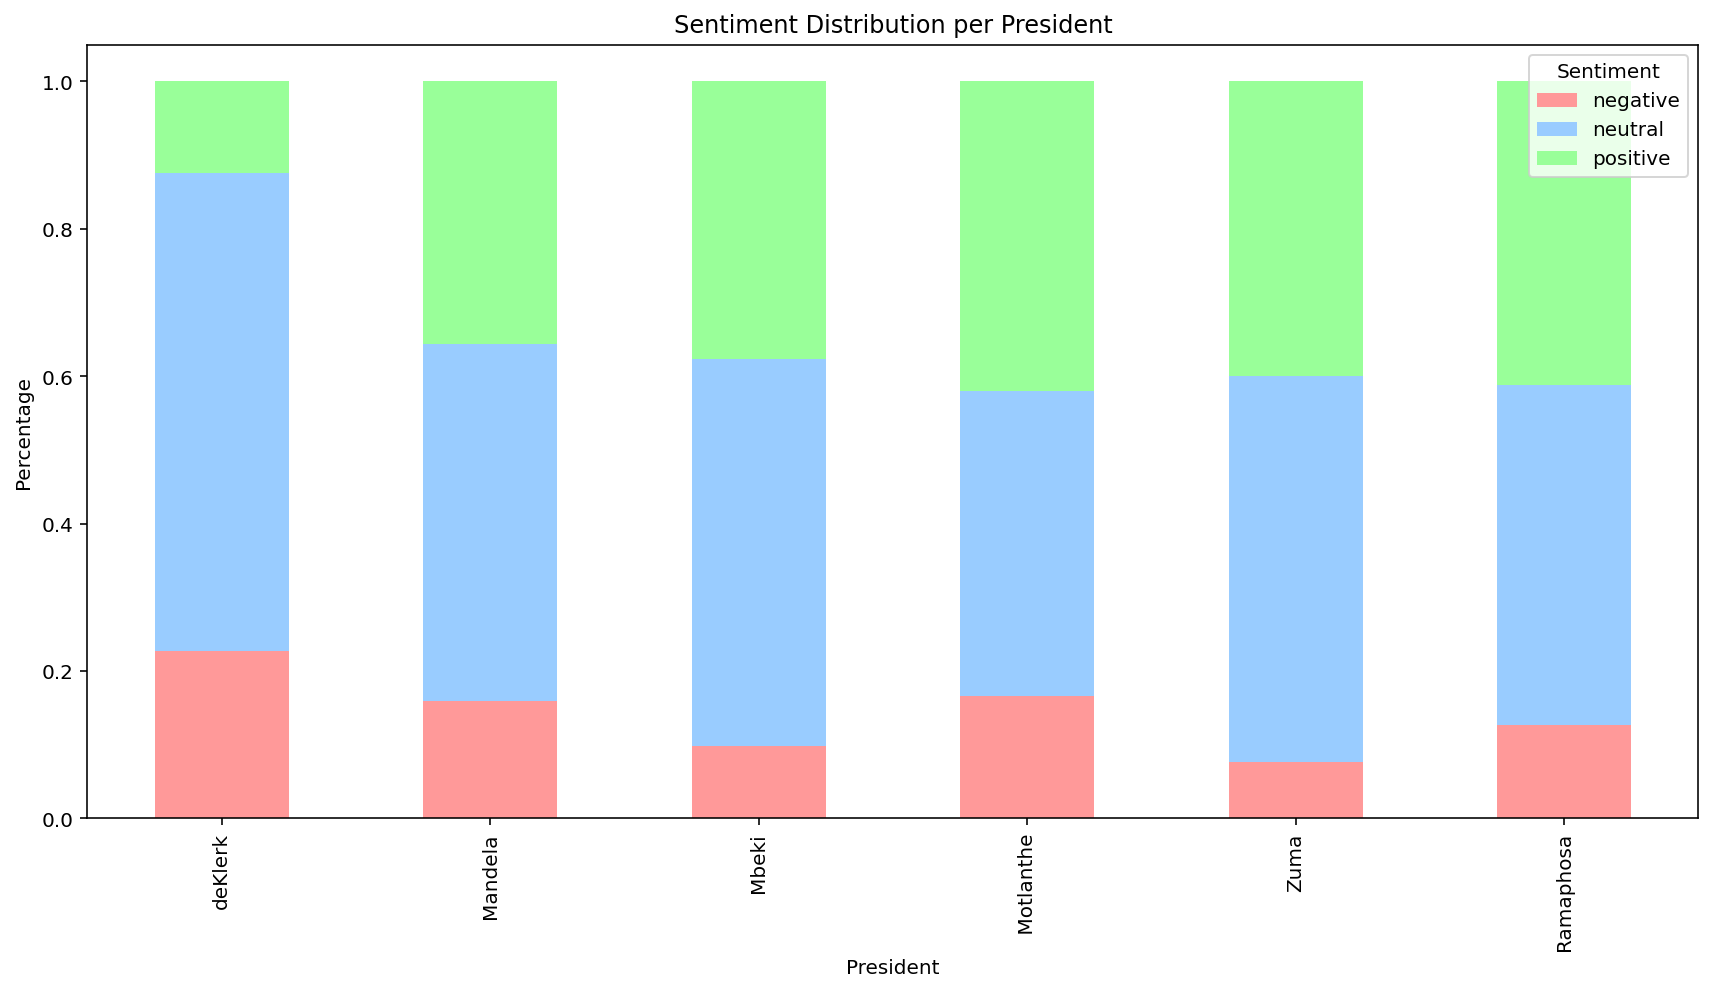 Sentiment Distribution per President
Sentiment
negative
neutral
positive
Percentage
1.0
0.8
0.6
0.4
0.2
0.0
deKlerk
Mandela
Mbeki
Motlanthe
Zuma
Ramaphosa
President